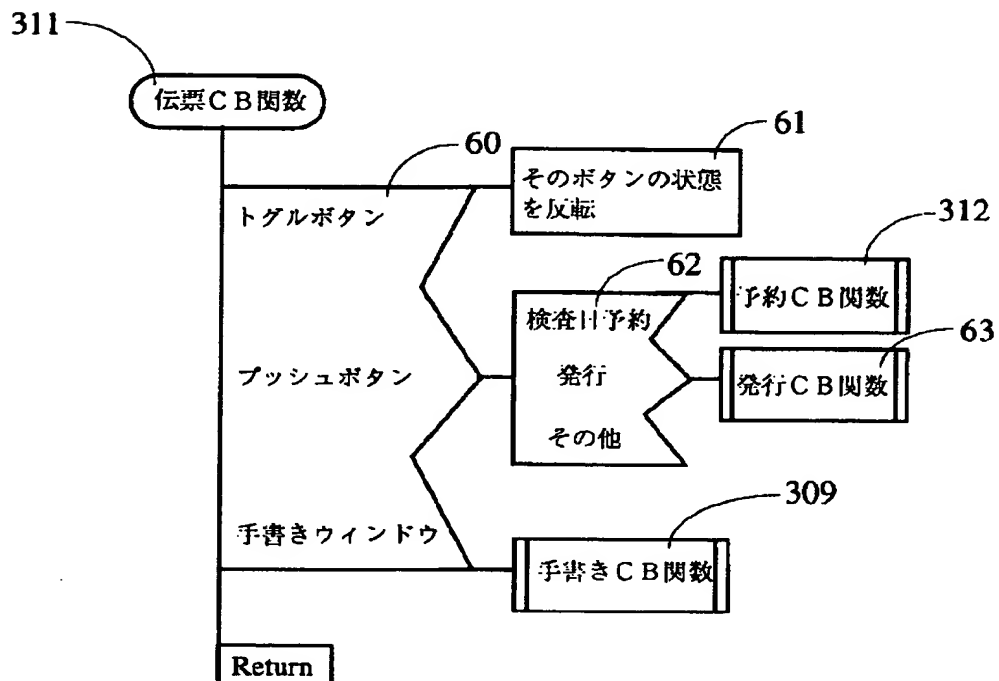 311
伝票CB関数
60
61
そのボタンの状態
を反転
トグルボタン
312
62
予約CB関数
検査日予約
63
プッシュボタン
発行
発行CB関数
その他
309
手書きウィンドウ
手書きCB関数
Return